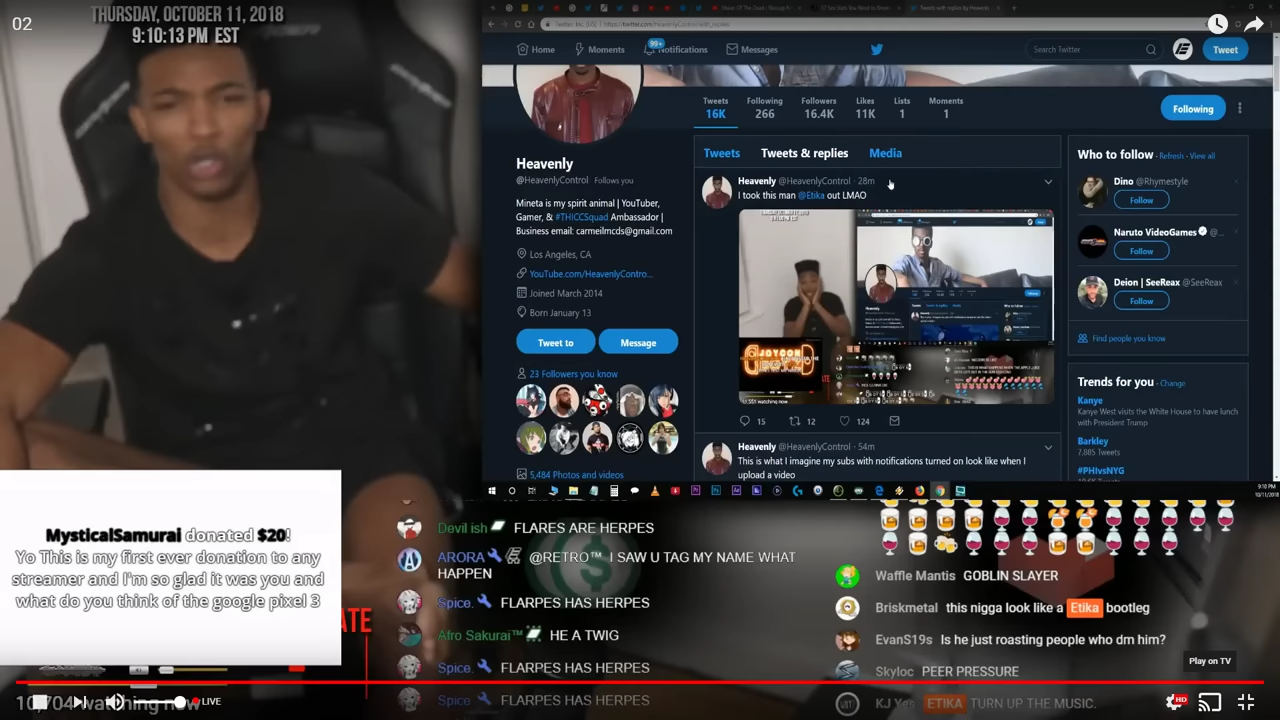 02
THURSDAY, OCTOBER 11, 2018
9:10:13 PM EST
Home
Moments
99+
Notifications
Messages
Search Twitter
Tweet
Tweets
16K
Following
266
Followers
16.4K
Likes
11K
Lists
1
Moments
1
Following
Heavenly
@HeavenlyControl Follows you
Mineta is my spirit animal | YouTuber,
Gamer, & #THICCSquad Ambassador |
Business email: carmeilmcds@gmail.com
Los Angeles, CA
YouTube.com/HeavenlyContro...
Joined March 2014
Born January 13
Tweet to
Message
23 Followers you know
5,484 Photos and videos
Tweets
Tweets & replies
Media
Heavenly @HeavenlyControl · 28m
I took this man @Etika out LMAO
15
12
124
Heavenly @HeavenlyControl · 54m
This is what I imagine my subs with notifications turned on look like when I
upload a video
Who to follow · Refresh · View all
Dino @Rhymestyle
Follow
Naruto VideoGames @...
Follow
Deion | SeeReax @SeeReax
Follow
Find people you know
Trends for you · Change
Kanye
Kanye West visits the White House to have lunch
with President Trump
Barkley
7,085 Tweets
#PHIvsNYG
9:10 PM
10/11/2018
MysticalSamurai donated $20!
Yo This is my first ever donation to any
streamer and I'm so glad it was you and
what do you think of the google pixel 3
Devil ish FLARES ARE HERPES
ARORA @RETRO™ I SAW U TAG MY NAME WHAT
HAPPEN
Spice. FLARPES HAS HERPES
Afro Sakurai™ HE A TWIG
Spice. FLARPES HAS HERPES
Spice. FLARPES HAS HERPES
Waffle Mantis GOBLIN SLAYER
Briskmetal this nigga look like a Etika bootleg
EvanS19s Is he just roasting people who dm him?
Skyloc PEER PRESSURE
KJ Yes ETIKA TURN UP THE MUSIC.
Play on TV
10,704 watching now
LIVE
HD